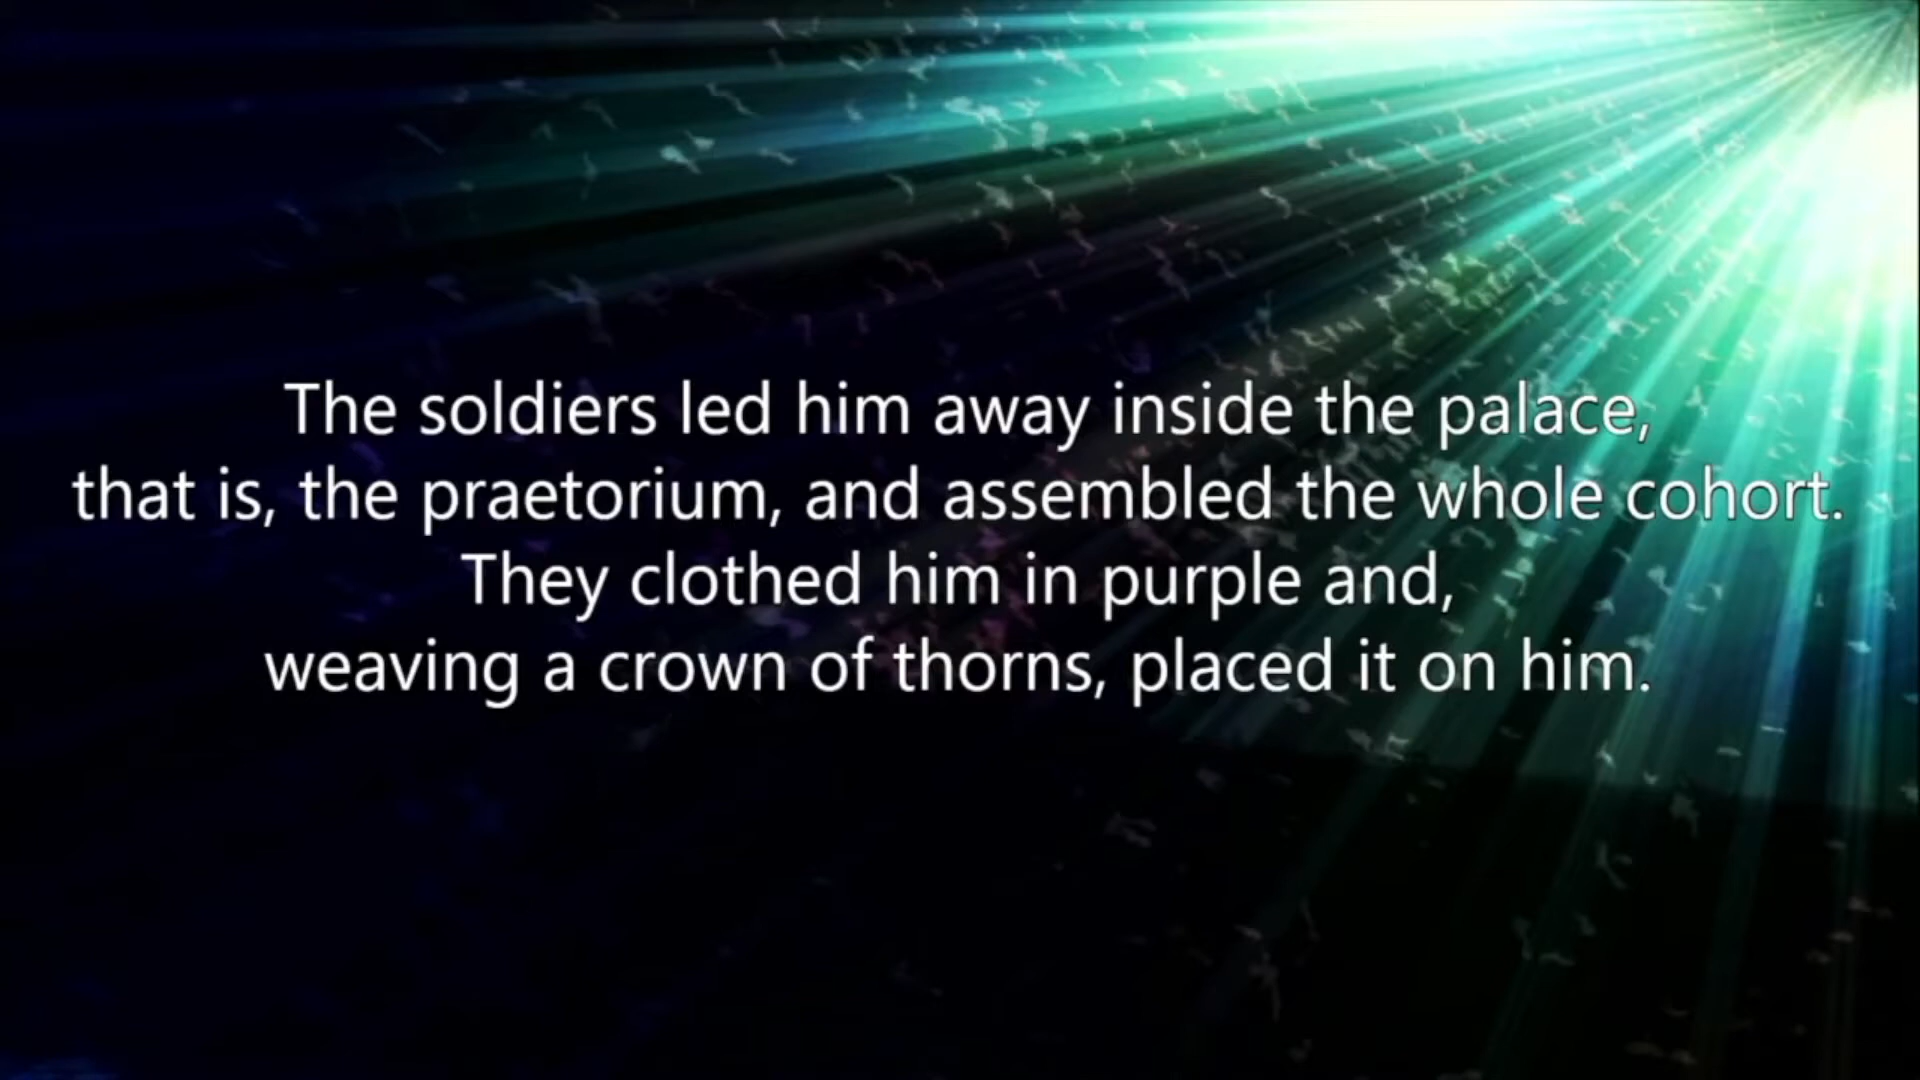 The soldiers led him away inside the palace,
that is, the praetorium, and assembled the whole cohort.
They clothed him in purple and,
weaving a crown of thorns, placed it on him.